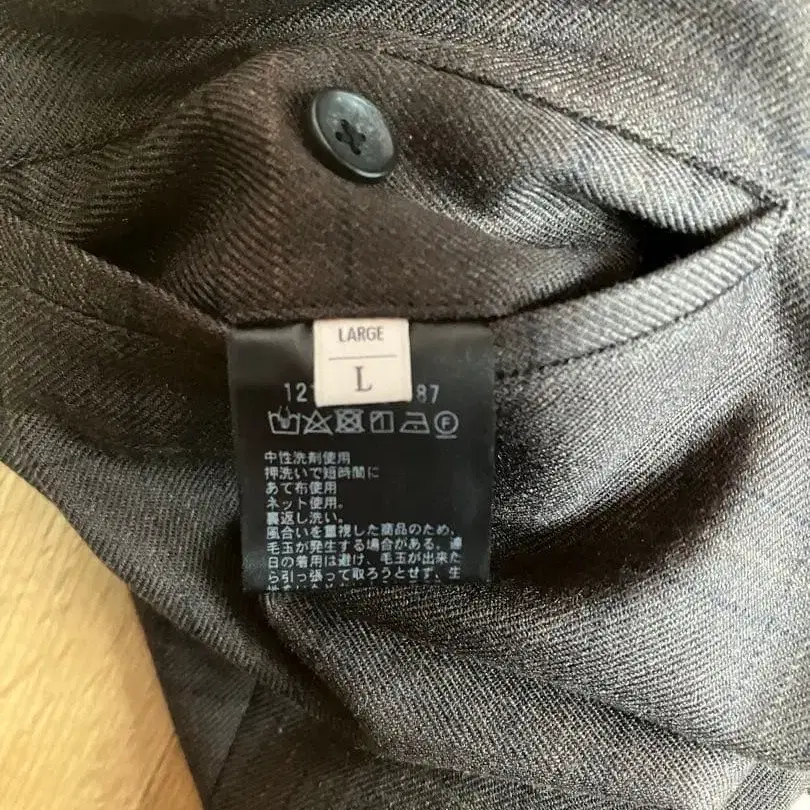 LARGE
L
12 87
中性洗剤使用
押洗いで短時間に
あて布使用
ネット使用。
裏返し洗い。
風合いを重視した商品のため、
毛玉が発生する場合がある。連
日の着用は避け、毛玉が出来た
ら引っ張って取ろうとせず、生